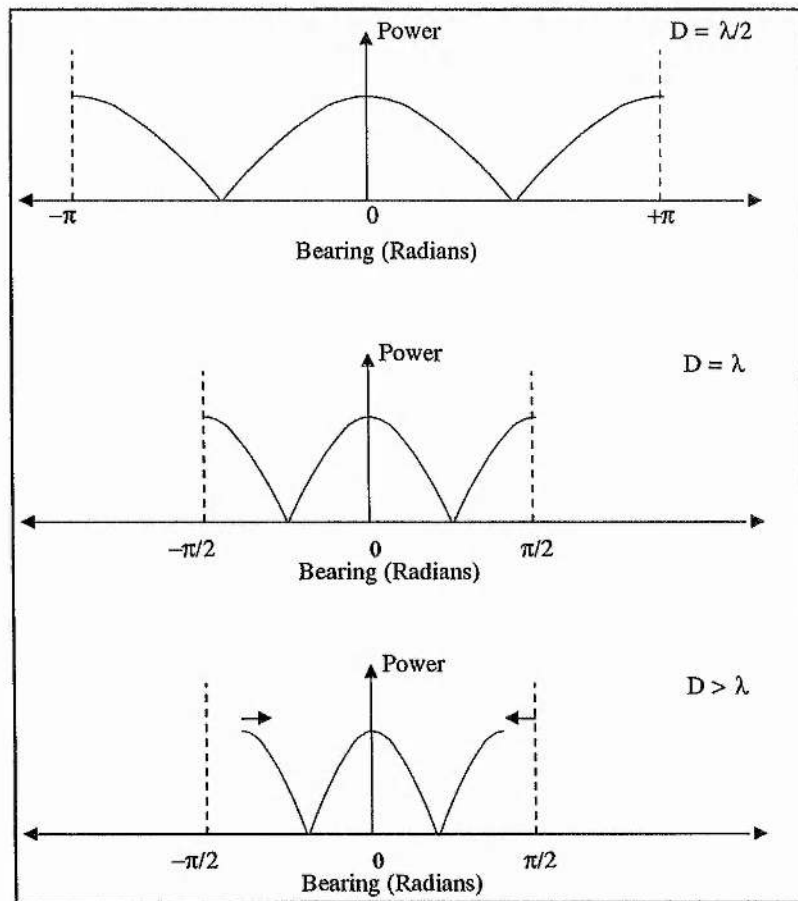 Power
D = λ/2
−π
0
+π
Bearing (Radians)
Power
D = λ
−π/2
0
π/2
Bearing (Radians)
Power
D > λ
−π/2
0
π/2
Bearing (Radians)